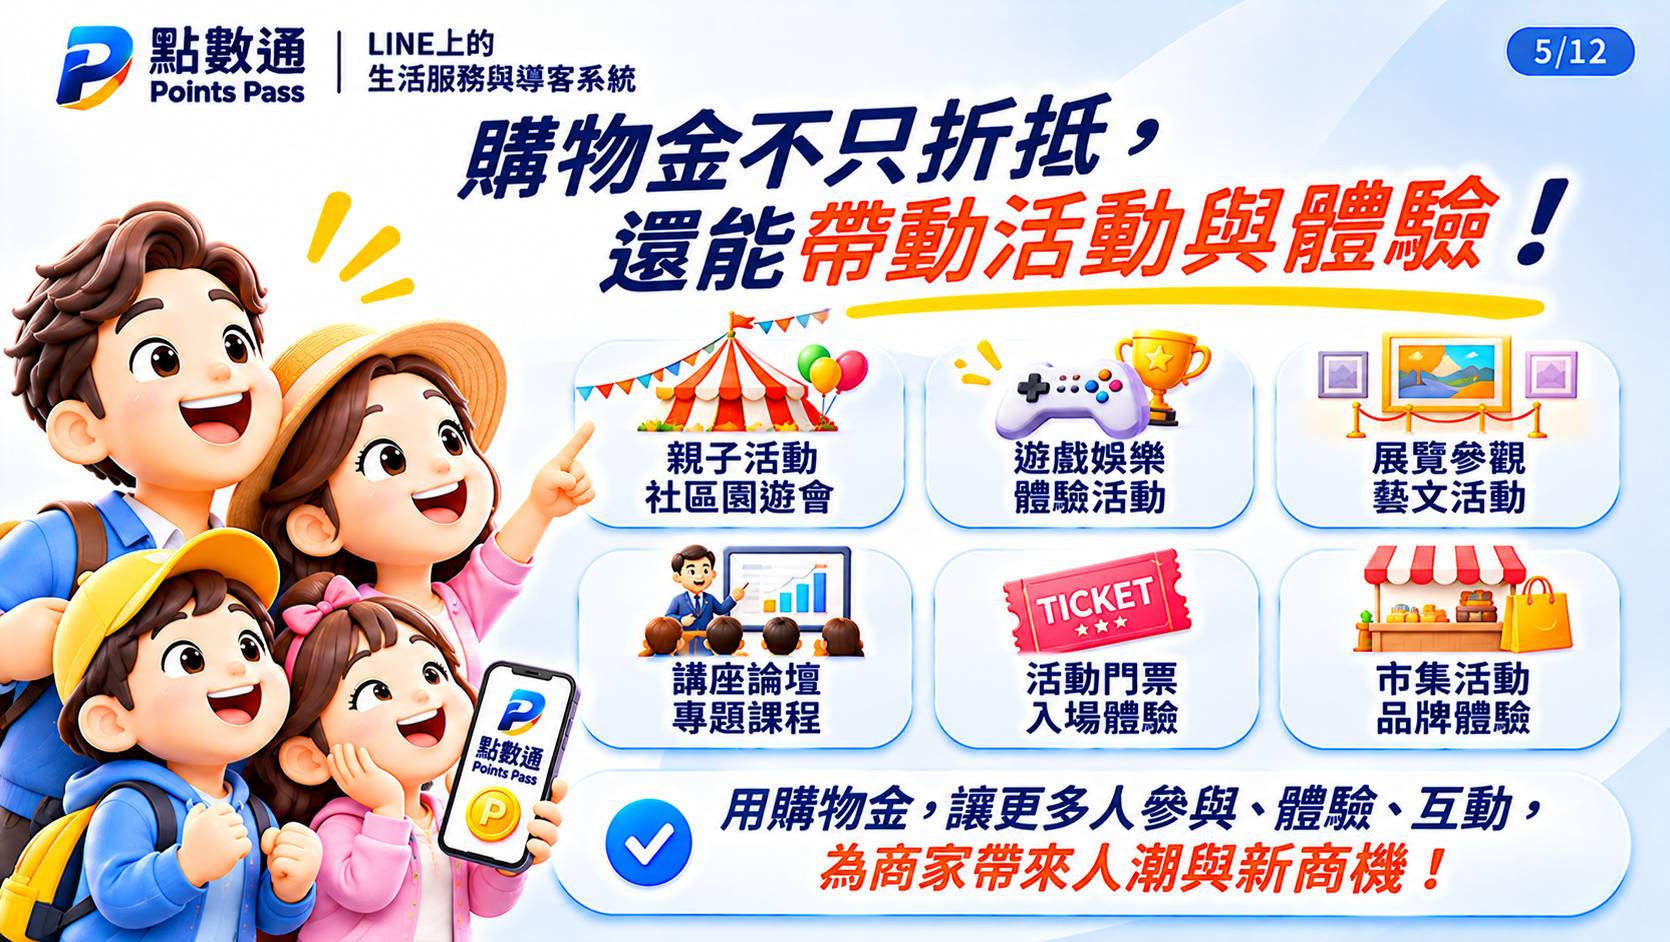 點數通
Points Pass
LINE上的
生活服務與導客系統
5/12
購物金不只折抵，
還能帶動活動與體驗！
親子活動
社區園遊會
遊戲娛樂
體驗活動
展覽參觀
藝文活動
講座論壇
專題課程
TICKET
活動門票
入場體驗
市集活動
品牌體驗
點數通
Points Pass
P
用購物金，讓更多人參與、體驗、互動，
為商家帶來人潮與新商機！